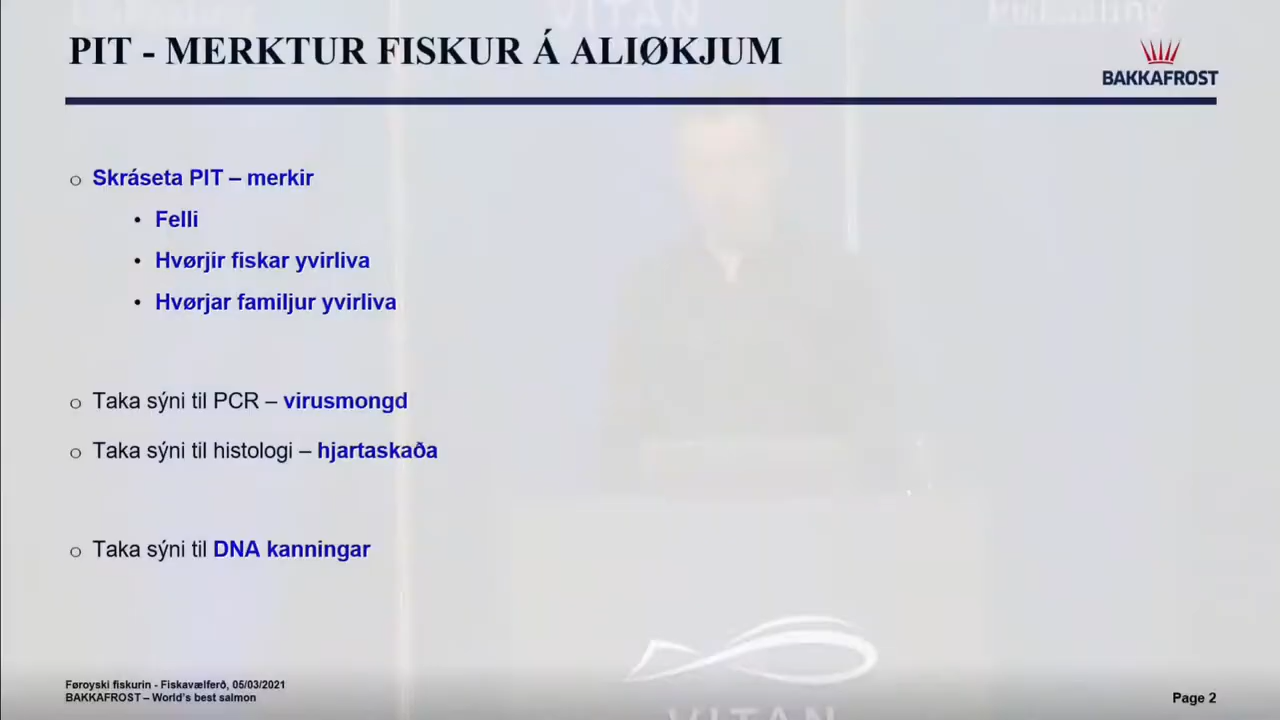 VITAN
PIT - MERKTUR FISKUR Á ALIØKJUM
BAKKAFROST
o Skráseta PIT – merkir
• Felli
• Hvørjir fiskar yvirliva
• Hvørjar familjur yvirliva
o Taka sýni til PCR – virusmongd
o Taka sýni til histologi – hjartaskaða
o Taka sýni til DNA kanningar
Føroyski fiskurin - Fiskavælferð, 05/03/2021
BAKKAFROST – World's best salmon
Page 2
VITAN